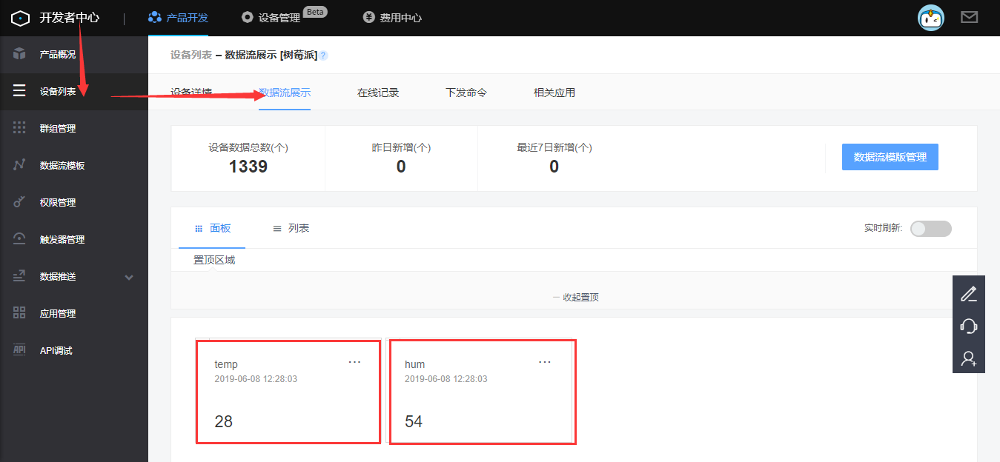 开发者中心
产品开发
设备管理
Beta
费用中心
产品概况
设备列表
群组管理
数据流模板
权限管理
触发器管理
数据推送
应用管理
API调试
设备列表 – 数据流展示 [树莓派]?
设备详情
数据流展示
在线记录
下发命令
相关应用
设备数据总数(个)
1339
昨日新增(个)
0
最近7日新增(个)
0
数据流模版管理
面板
列表
实时刷新:
置顶区域
— 收起置顶
temp
2019-06-08 12:28:03
28
hum
2019-06-08 12:28:03
54